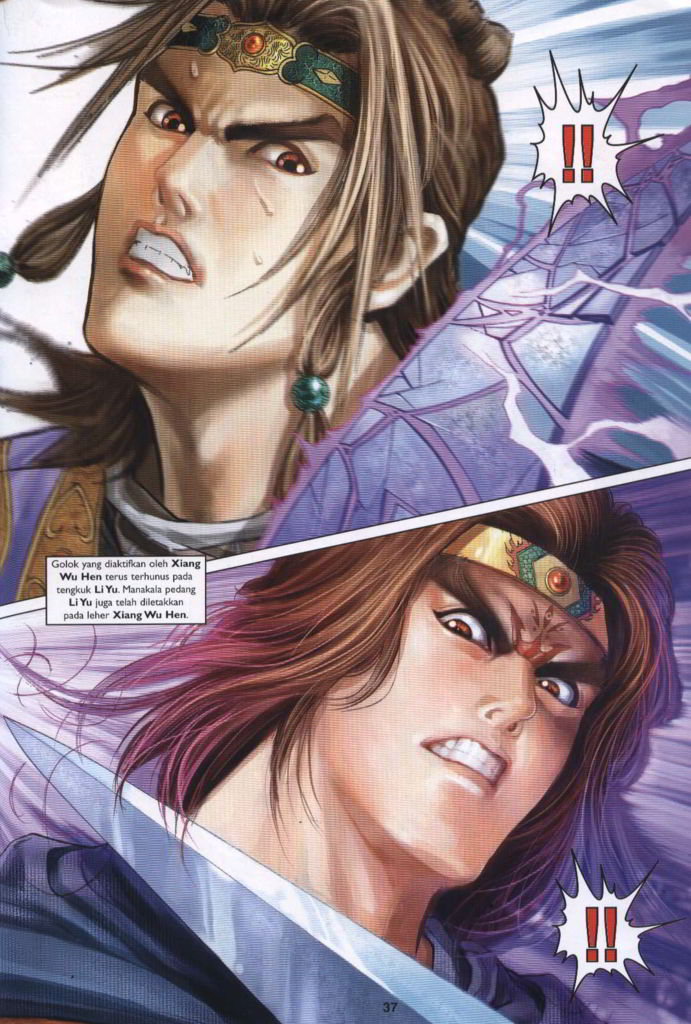 !!
Golok yang diaktifkan oleh Xiang
Wu Hen terus terhunus pada
tengkuk Li Yu. Manakala pedang
Li Yu juga telah diletakkan
pada leher Xiang Wu Hen.
!!
37